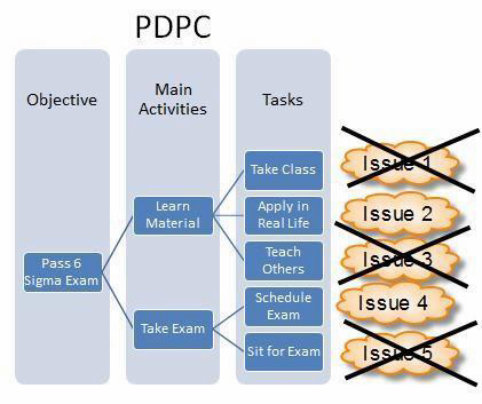 PDPC
Objective
Main
Activities
Tasks
Pass 6
Sigma Exam
Learn
Material
Take Exam
Take Class
Apply in
Real Life
Teach
Others
Schedule
Exam
Sit for Exam
Issue 1
Issue 2
Issue 3
Issue 4
Issue 5